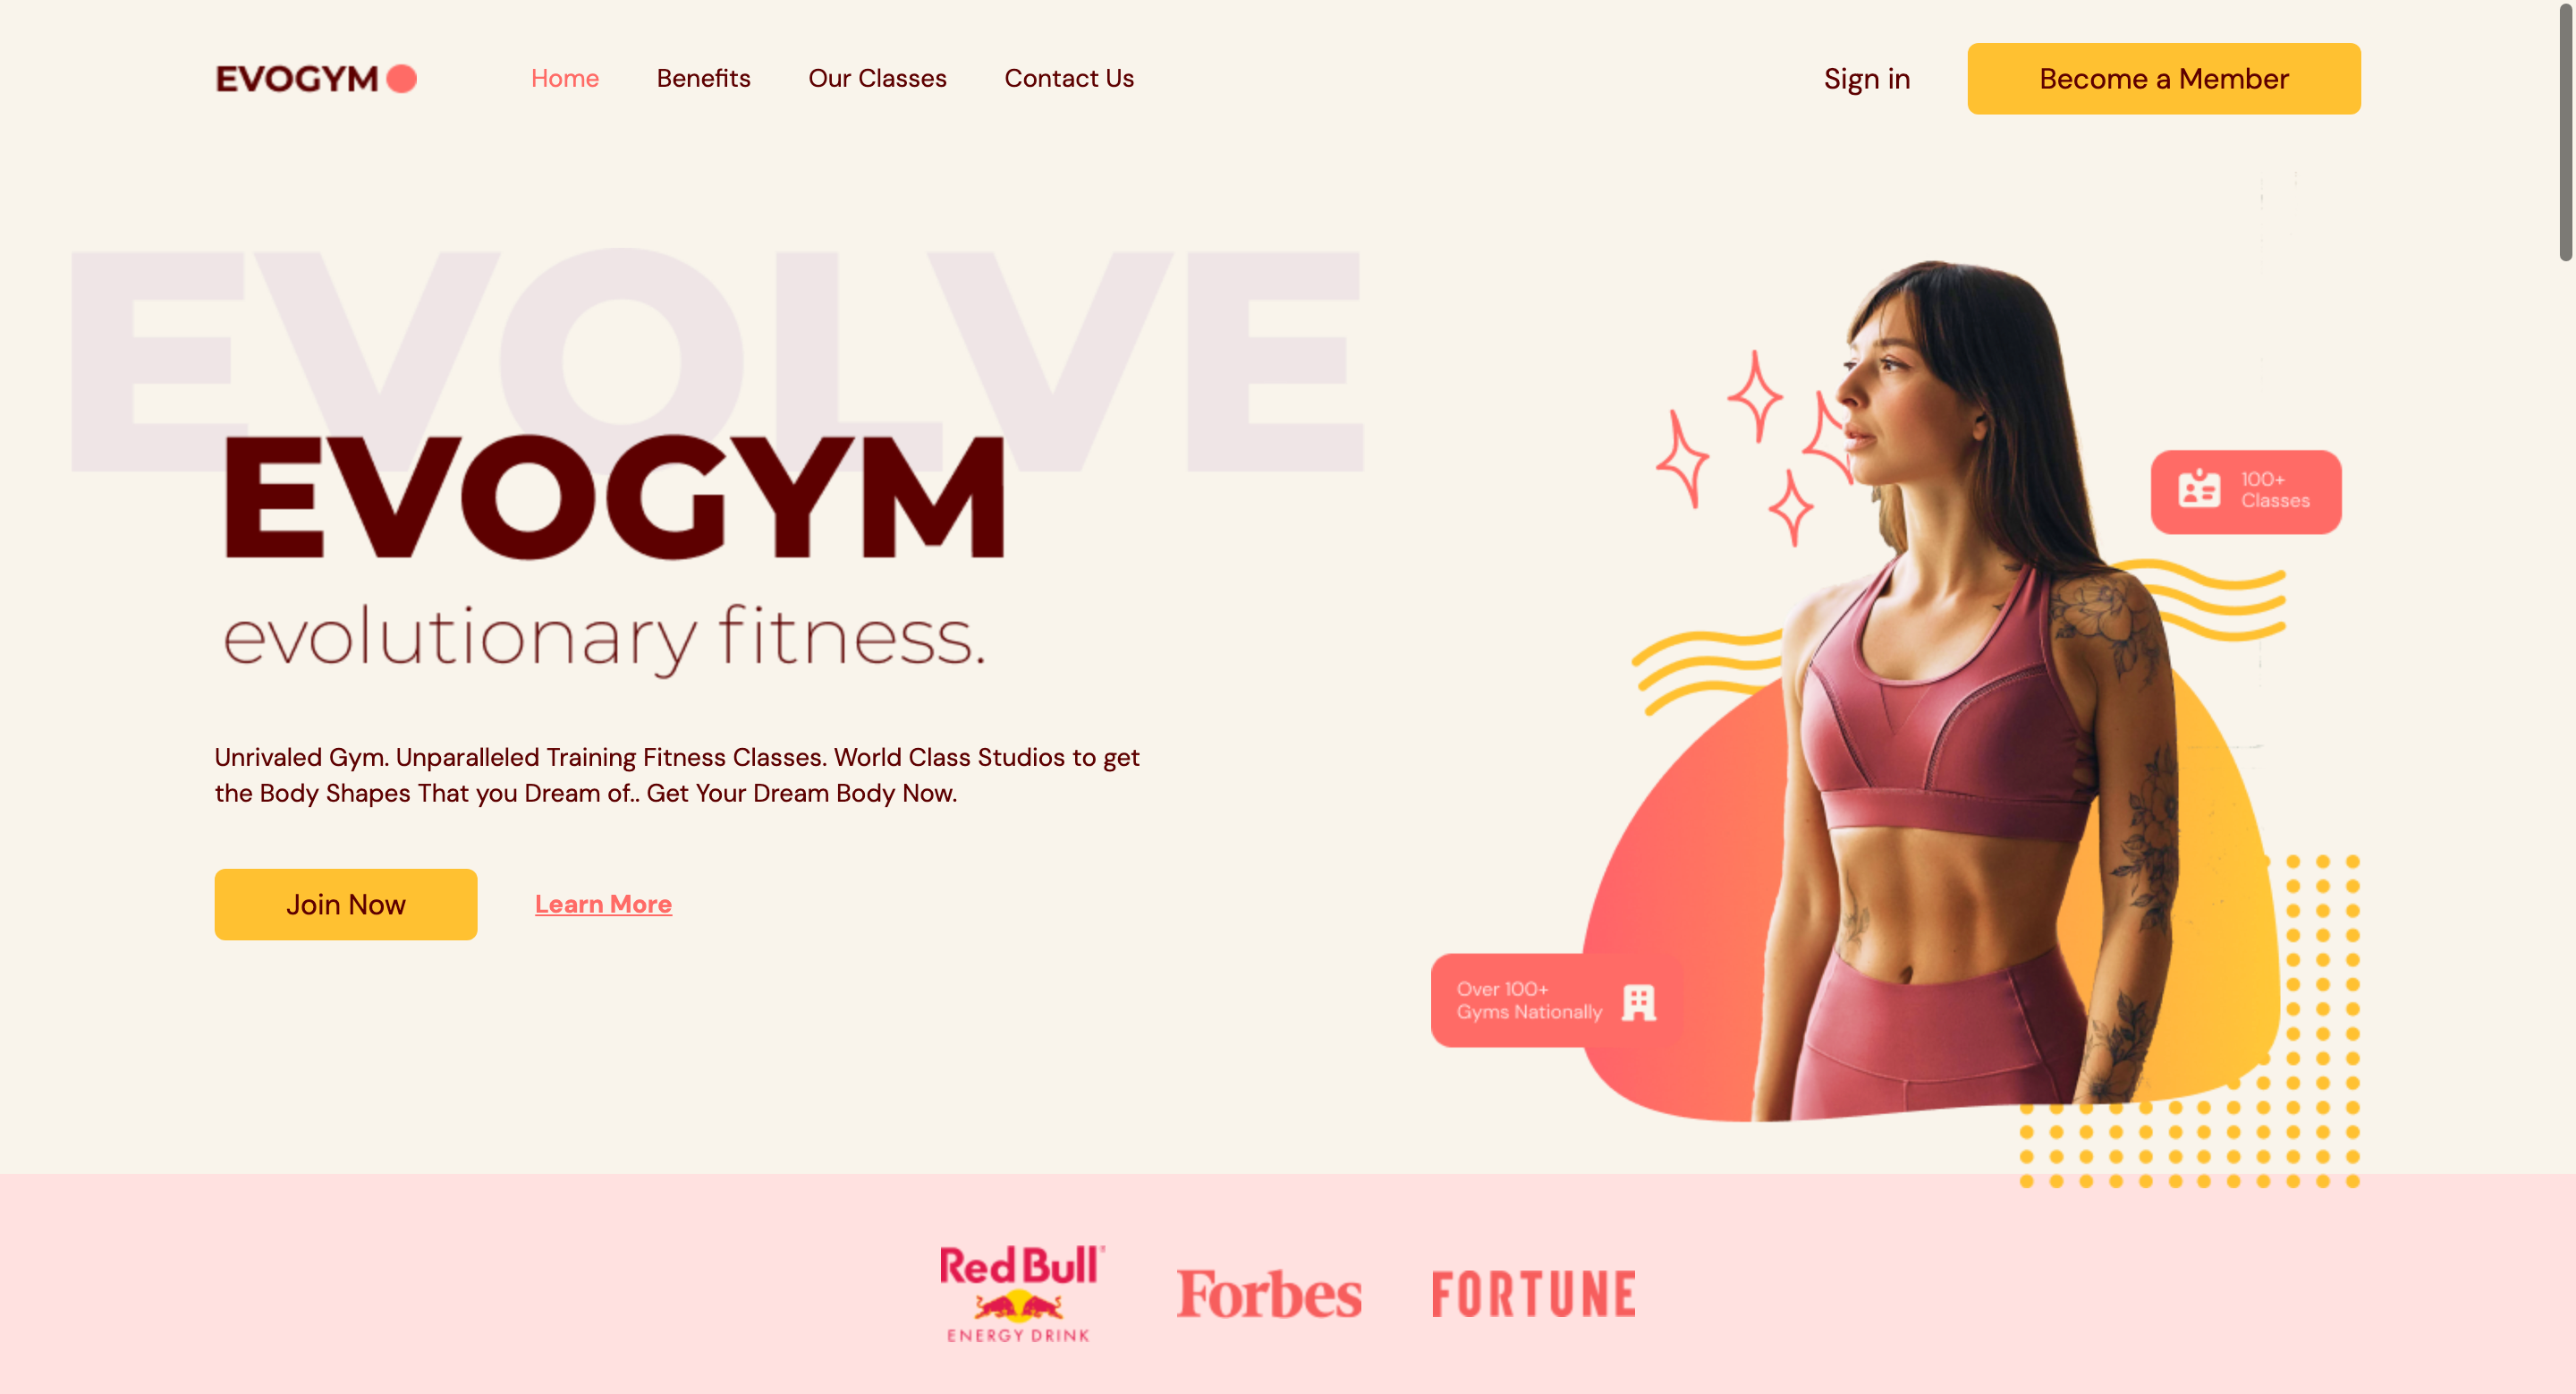 EVOGYM
Home
Benefits
Our Classes
Contact Us
Sign in
Become a Member
EVOLVE
EVOGYM
evolutionary fitness.
Unrivaled Gym. Unparalleled Training Fitness Classes. World Class Studios to get
the Body Shapes That you Dream of.. Get Your Dream Body Now.
Join Now
Learn More
100+
Classes
Over 100+
Gyms Nationally
Red Bull
ENERGY DRINK
Forbes
FORTUNE